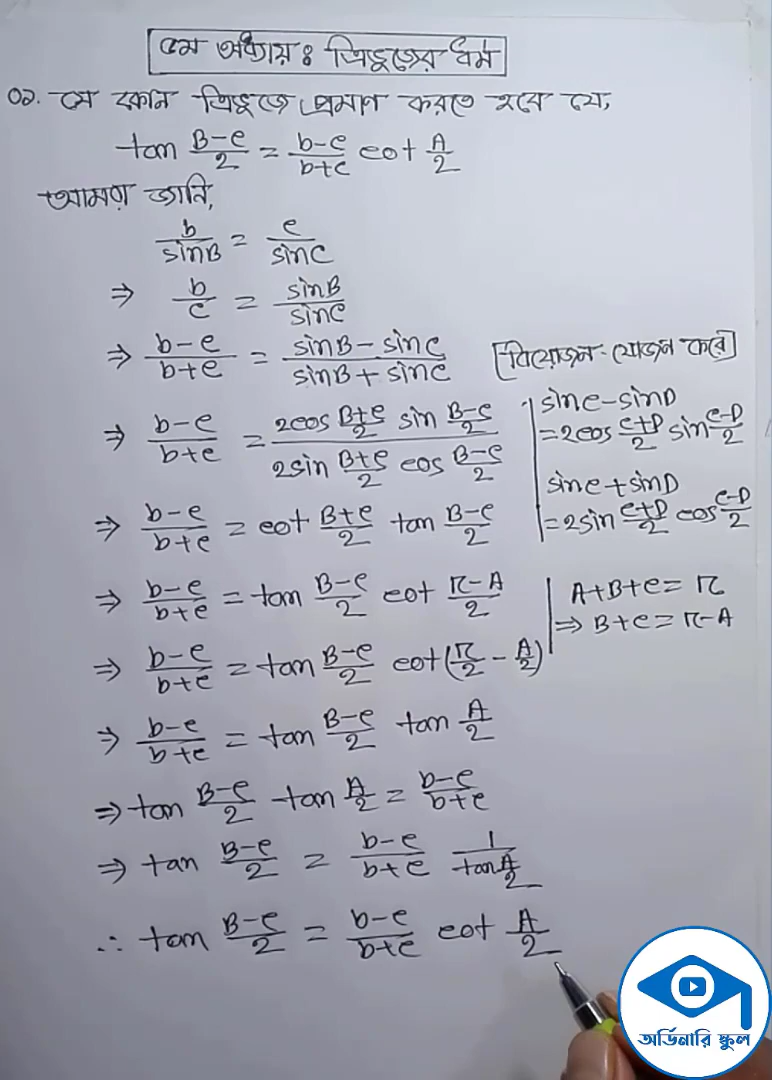 ৫ম অধ্যায় : ত্রিভুজের ধর্ম
০১. যে কোন ত্রিভুজে প্রমাণ করতে হবে যে,
tan (B-C)/2 = (b-c)/(b+c) cot A/2
আমরা জানি,
b/sinB = c/sinC
⇒ b/c = sinB/sinC
⇒ (b-c)/(b+c) = (sinB - sinC)/(sinB + sinC) [বিয়োজন-যোজন করে]
⇒ (b-c)/(b+c) = (2cos (B+C)/2 sin (B-C)/2)/(2sin (B+C)/2 cos (B-C)/2)
sinC - sinD
= 2cos (C+D)/2 sin (C-D)/2
sinC + sinD
= 2sin (C+D)/2 cos (C-D)/2
⇒ (b-c)/(b+c) = cot (B+C)/2 tan (B-C)/2
⇒ (b-c)/(b+c) = tan (B-C)/2 cot (π-A)/2
A+B+C = π
⇒ B+C = π-A
⇒ (b-c)/(b+c) = tan (B-C)/2 cot (π/2 - A/2)
⇒ (b-c)/(b+c) = tan (B-C)/2 tan A/2
⇒ tan (B-C)/2 tan A/2 = (b-c)/(b+c)
⇒ tan (B-C)/2 = (b-c)/(b+c) 1/(tan A/2)
∴ tan (B-C)/2 = (b-c)/(b+c) cot A/2
অর্ডিনারি স্কুল